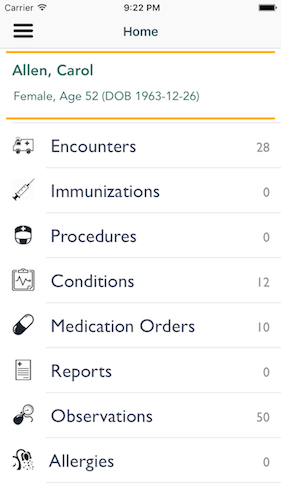 Carrier 9:22 PM
Home
Allen, Carol
Female, Age 52 (DOB 1963-12-26)
Encounters 28
Immunizations 0
Procedures 0
Conditions 12
Medication Orders 10
Reports 0
Observations 50
Allergies 0